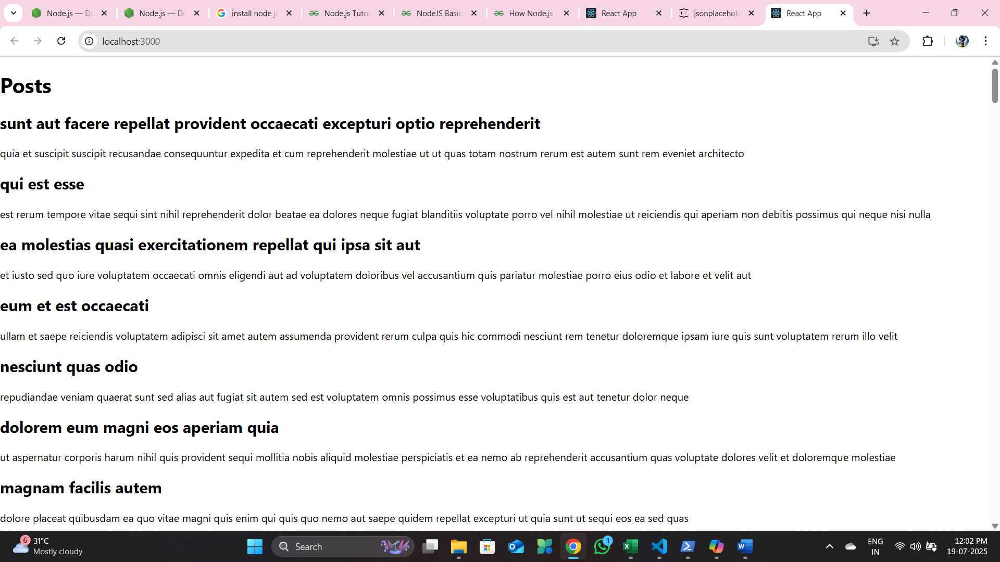 Node.js — Do
Node.js — Do
install node js
Node.js Tutor
NodeJS Basic
How Node.js
React App
jsonplacehold
React App
localhost:3000
Posts
sunt aut facere repellat provident occaecati excepturi optio reprehenderit
quia et suscipit suscipit recusandae consequuntur expedita et cum reprehenderit molestiae ut ut quas totam nostrum rerum est autem sunt rem eveniet architecto
qui est esse
est rerum tempore vitae sequi sint nihil reprehenderit dolor beatae ea dolores neque fugiat blanditiis voluptate porro vel nihil molestiae ut reiciendis qui aperiam non debitis possimus qui neque nisi nulla
ea molestias quasi exercitationem repellat qui ipsa sit aut
et iusto sed quo iure voluptatem occaecati omnis eligendi aut ad voluptatem doloribus vel accusantium quis pariatur molestiae porro eius odio et labore et velit aut
eum et est occaecati
ullam et saepe reiciendis voluptatem adipisci sit amet autem assumenda provident rerum culpa quis hic commodi nesciunt rem tenetur doloremque ipsam iure quis sunt voluptatem rerum illo velit
nesciunt quas odio
repudiandae veniam quaerat sunt sed alias aut fugiat sit autem sed est voluptatem omnis possimus esse voluptatibus quis est aut tenetur dolor neque
dolorem eum magni eos aperiam quia
ut aspernatur corporis harum nihil quis provident sequi mollitia nobis aliquid molestiae perspiciatis et ea nemo ab reprehenderit accusantium quas voluptate dolores velit et doloremque molestiae
magnam facilis autem
dolore placeat quibusdam ea quo vitae magni quis enim qui quis quo nemo aut saepe quidem repellat excepturi ut quia sunt ut sequi eos ea sed quas
6
31°C
Mostly cloudy
Search
1
ENG
IN
12:02 PM
19-07-2025